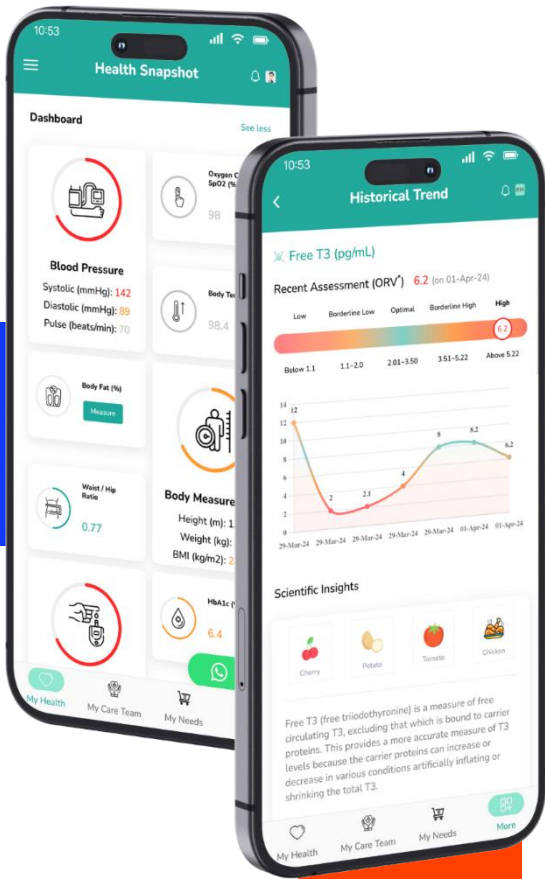 10:53
Health Snapshot
Dashboard
See less
Blood Pressure
Systolic (mmHg): 142
Diastolic (mmHg): 89
Pulse (beats/min): 70
Oxygen
SpO2 (%
98
Body
98.4
Body Fat (%)
Measure
Waist / Hip
Ratio
0.77
Body Measure
Height (m): 1.
Weight (kg):
BMI (kg/m2): 2
HbA1c (
6.4
My Health
My Care Team
My Needs
10:53
Historical Trend
Free T3 (pg/mL)
Recent Assessment (ORV*) 6.2 (on 01-Apr-24)
Low Borderline Low Optimal Borderline High High
6.2
Below 1.1 1.1–2.0 2.01–3.50 3.51–5.22 Above 5.22
14
12
10
8
6
4
2
0
12 2 2.1 4 8.2 6.2
29-Mar-24 29-Mar-24 29-Mar-24 29-Mar-24 29-Mar-24 01-Apr-24 01-Apr-24
Scientific Insights
Cherry Potato Tomato Chicken
Free T3 (free triiodothyronine) is a measure of free
circulating T3, excluding that which is bound to carrier
proteins. This provides a more accurate measure of T3
levels because the carrier proteins can increase or
decrease in various conditions artificially inflating or
shrinking the total T3.
My Health
My Care Team
My Needs
More